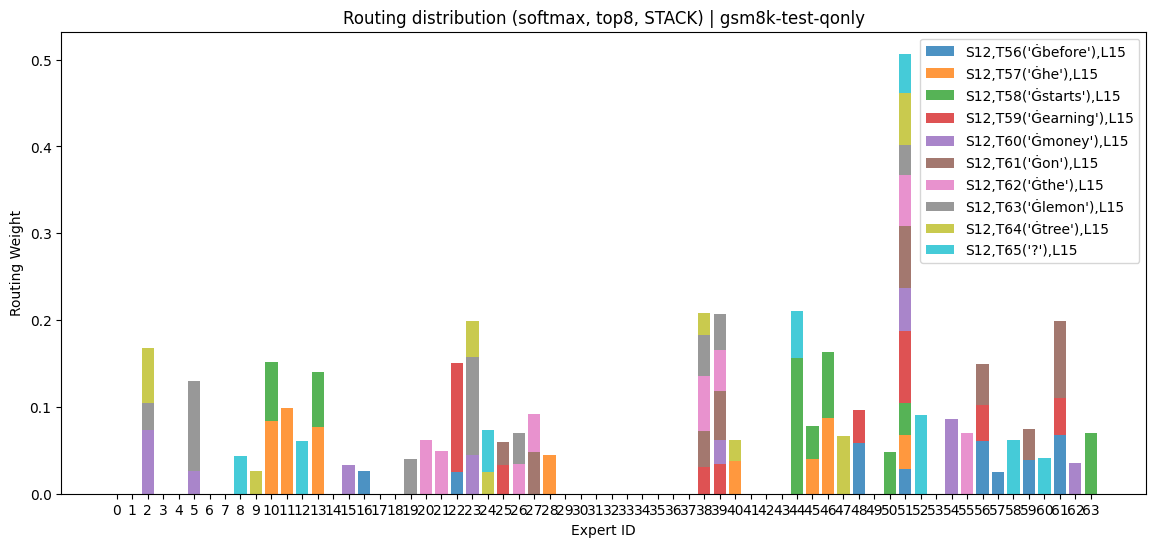 Routing distribution (softmax, top8, STACK) | gsm8k-test-qonly
Routing Weight
0.5
0.4
0.3
0.2
0.1
0.0
S12,T56('Ġbefore'),L15
S12,T57('Ġhe'),L15
S12,T58('Ġstarts'),L15
S12,T59('Ġearning'),L15
S12,T60('Ġmoney'),L15
S12,T61('Ġon'),L15
S12,T62('Ġthe'),L15
S12,T63('Ġlemon'),L15
S12,T64('Ġtree'),L15
S12,T65('?'),L15
0 1 2 3 4 5 6 7 8 9 10 11 12 13 14 15 16 17 18 19 20 21 22 23 24 25 26 27 28 29 30 31 32 33 34 35 36 37 38 39 40 41 42 43 44 45 46 47 48 49 50 51 52 53 54 55 56 57 58 59 60 61 62 63
Expert ID